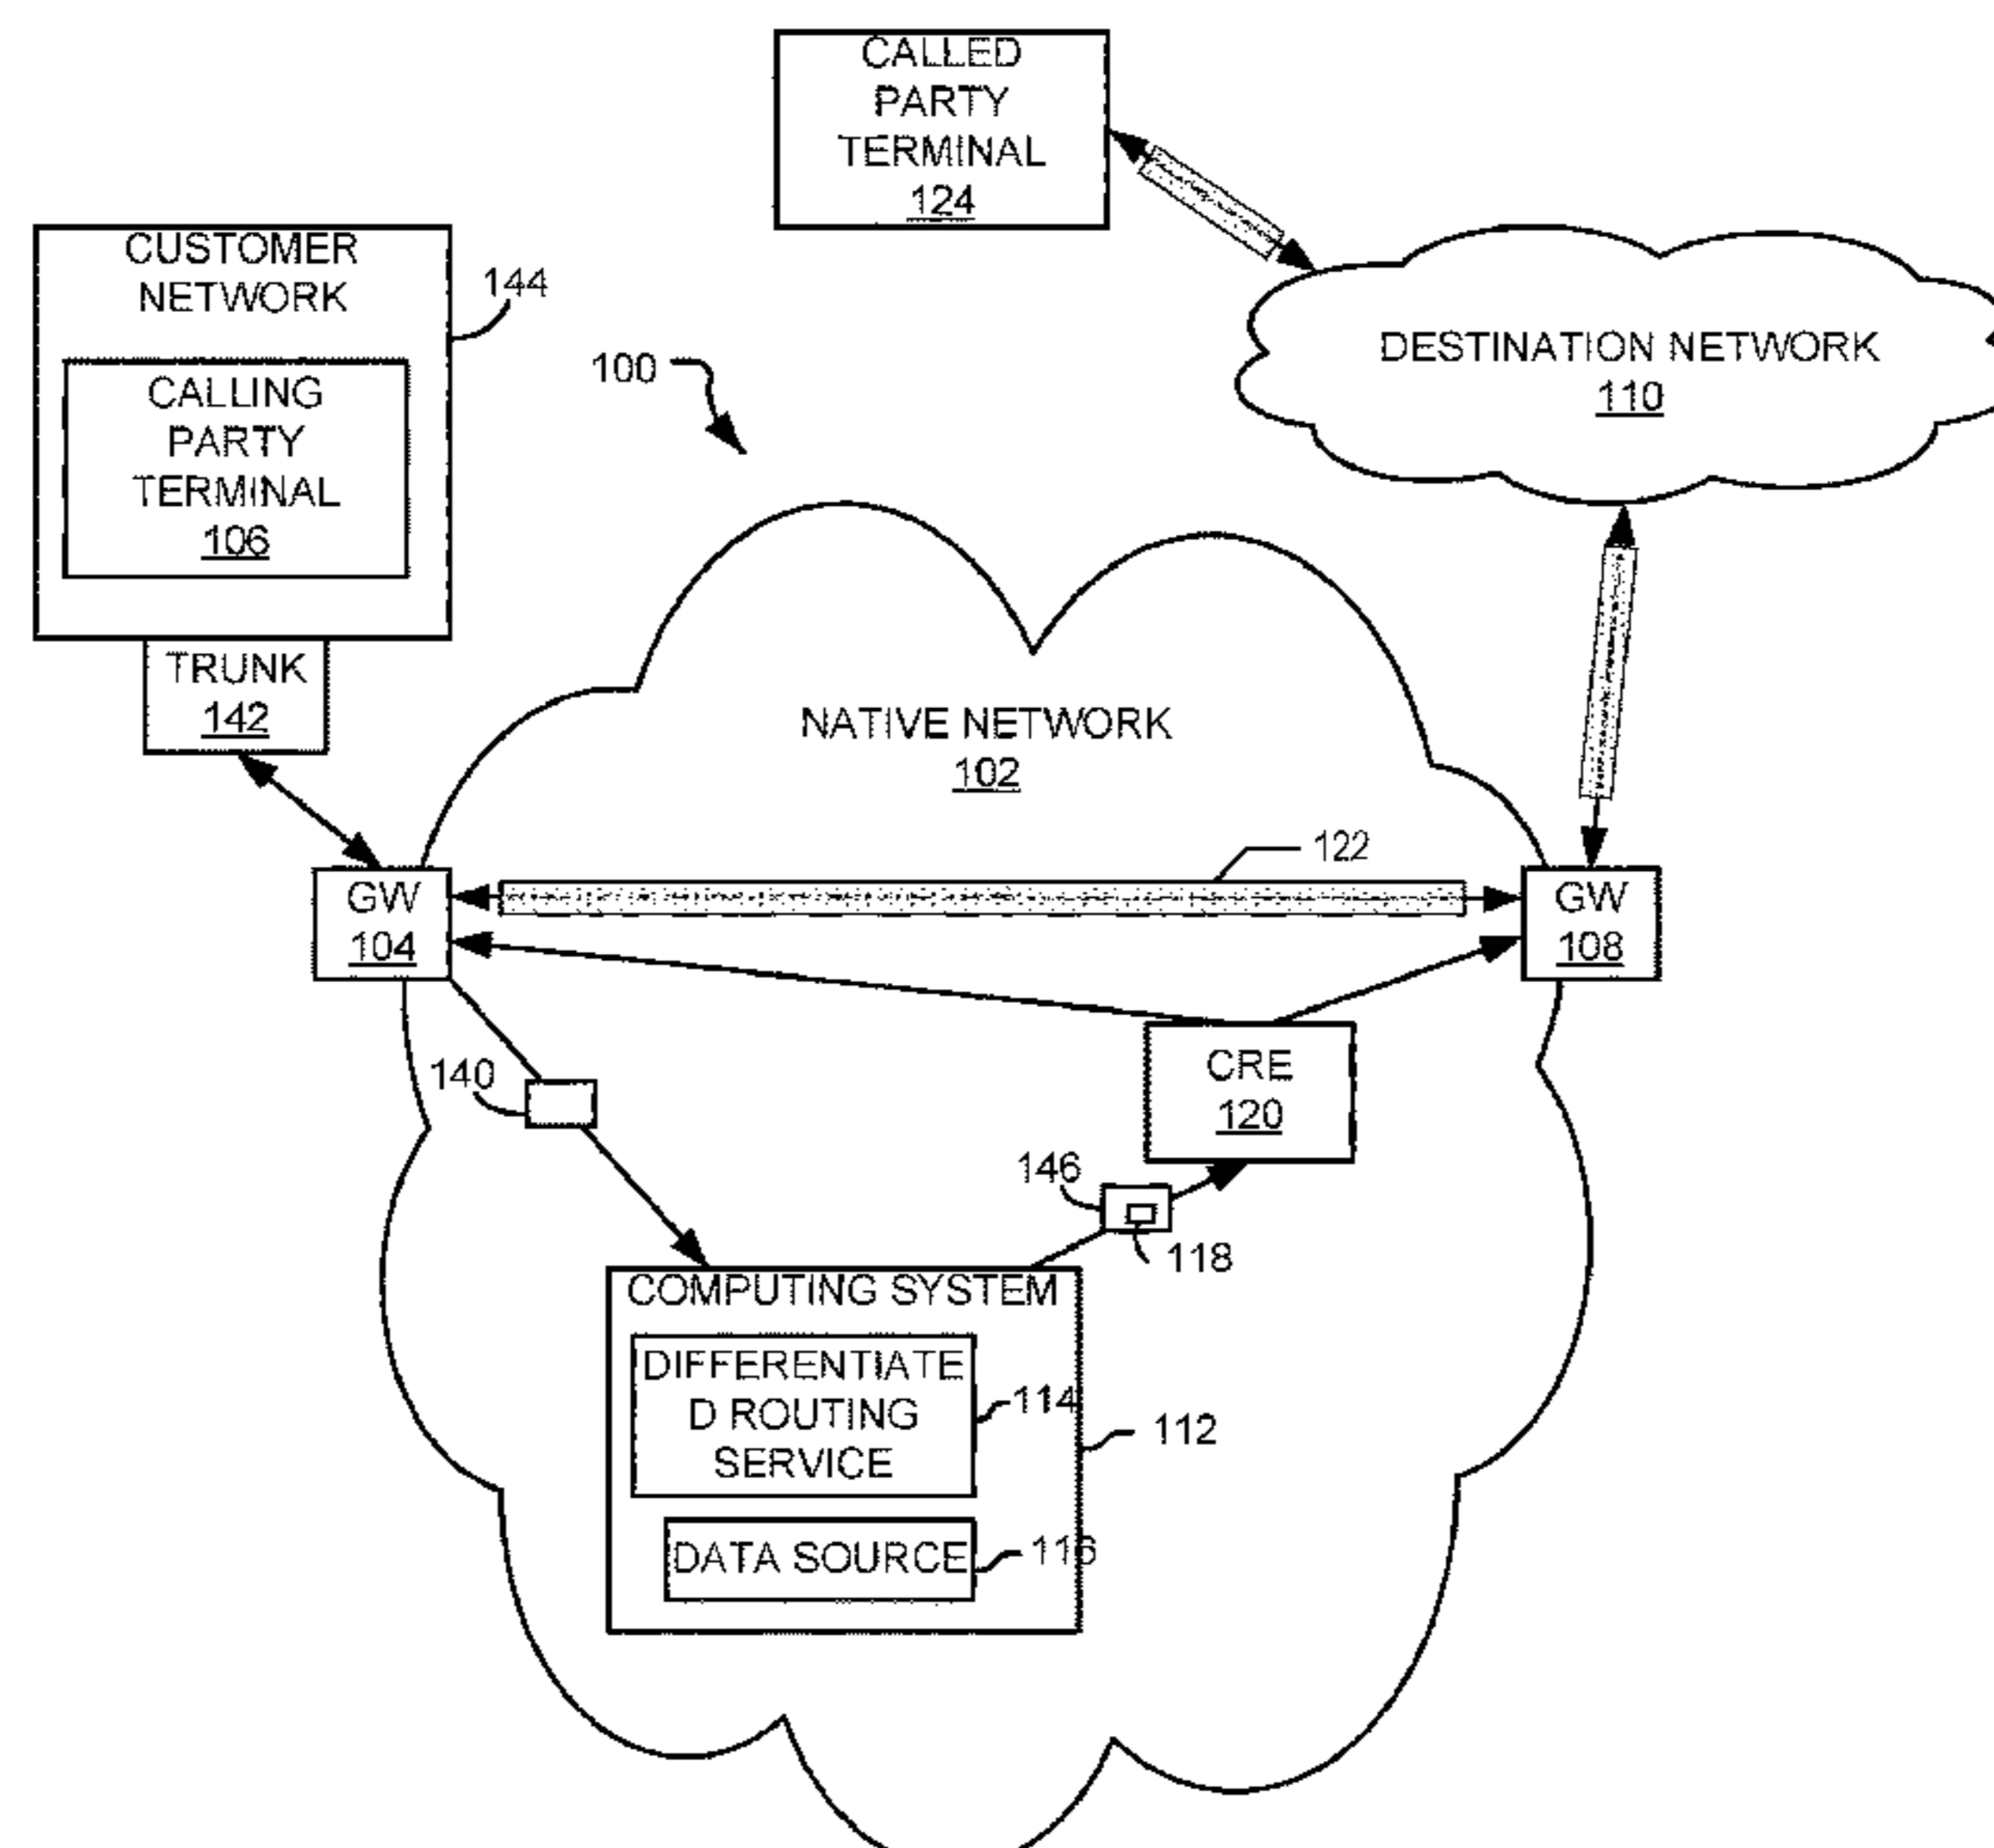 CALLED
PARTY
TERMINAL
124
CUSTOMER
NETWORK
144
CALLING
PARTY
TERMINAL
106
100
DESTINATION NETWORK
110
TRUNK
142
NATIVE NETWORK
102
122
GW
104
GW
108
140
CRE
120
146
118
COMPUTING SYSTEM
DIFFERENTIATE
D ROUTING
SERVICE
114
112
DATA SOURCE
116